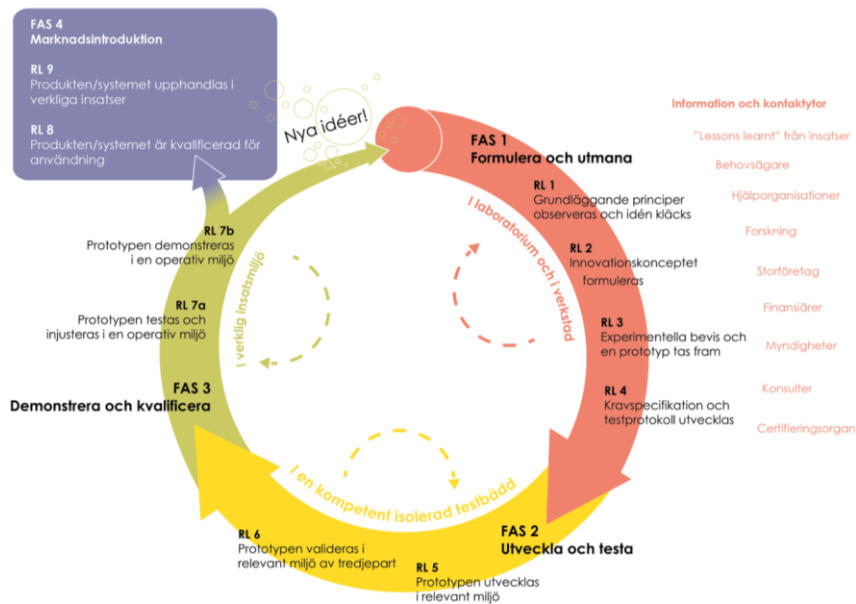 FAS 4
Marknadsintroduktion
RL 9
Produkten/systemet upphandlas i
verkliga insatser
RL 8
Produkten/systemet är kvalificerad för
användning
Nya idéer!
FAS 1
Formulera och utmana
RL 1
Grundläggande principer
observeras och idén kläcks
RL 2
Innovationskonceptet
formuleras
RL 3
Experimentella bevis och
en prototyp tas fram
RL 4
Kravspecifikation och
testprotokoll utvecklas
I laboratorium och i verkstad
Information och kontaktytor
"Lessons learnt" från insatser
Behovsägare
Hjälporganisationer
Forskning
Storföretag
Finansiärer
Myndigheter
Konsulter
Certifieringsorgan
FAS 2
Utveckla och testa
RL 5
Prototypen utvecklas
i relevant miljö
RL 6
Prototypen valideras i
relevant miljö av tredjepart
I en kompetent isolerad testbädd
FAS 3
Demonstrera och kvalificera
RL 7a
Prototypen testas och
injusteras i en operativ miljö
RL 7b
Prototypen demonstreras
i en operativ miljö
I verklig insatsmiljö